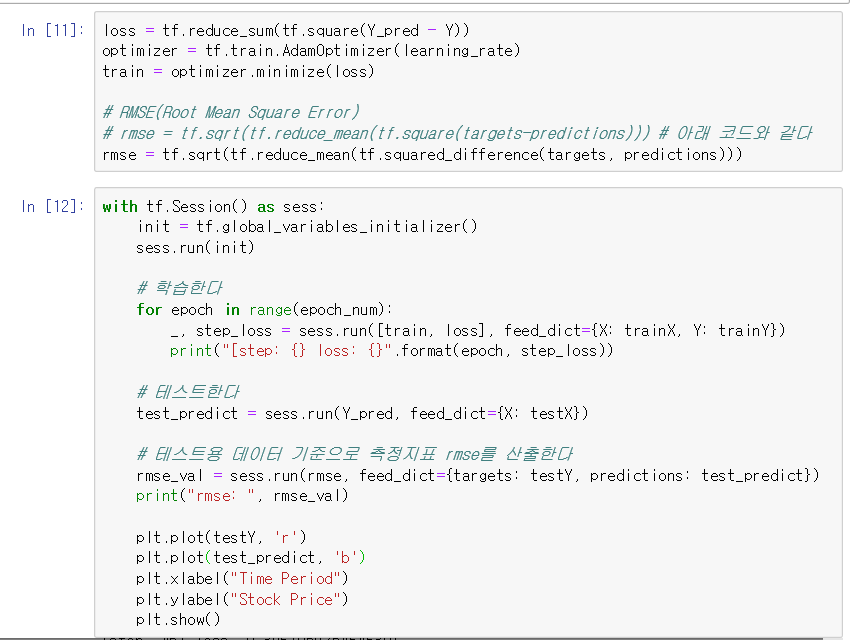 In [11]: loss = tf.reduce_sum(tf.square(Y_pred - Y))
optimizer = tf.train.AdamOptimizer(learning_rate)
train = optimizer.minimize(loss)
# RMSE(Root Mean Square Error)
# rmse = tf.sqrt(tf.reduce_mean(tf.square(targets-predictions))) # 아래 코드와 같다
rmse = tf.sqrt(tf.reduce_mean(tf.squared_difference(targets, predictions)))
In [12]: with tf.Session() as sess:
init = tf.global_variables_initializer()
sess.run(init)
# 학습한다
for epoch in range(epoch_num):
_, step_loss = sess.run([train, loss], feed_dict={X: trainX, Y: trainY})
print("[step: {} loss: {}".format(epoch, step_loss))
# 테스트한다
test_predict = sess.run(Y_pred, feed_dict={X: testX})
# 테스트용 데이터 기준으로 측정지표 rmse를 산출한다
rmse_val = sess.run(rmse, feed_dict={targets: testY, predictions: test_predict})
print("rmse: ", rmse_val)
plt.plot(testY, 'r')
plt.plot(test_predict, 'b')
plt.xlabel("Time Period")
plt.ylabel("Stock Price")
plt.show()